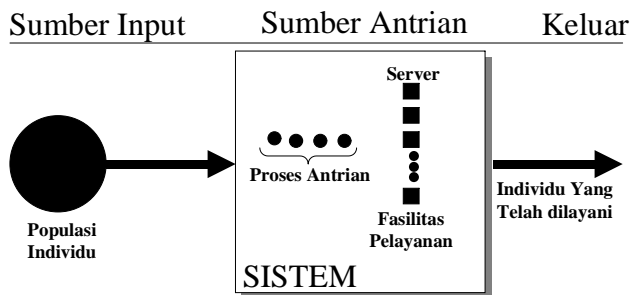 Sumber Input
Sumber Antrian
Keluar
Server
Proses Antrian
Populasi
Individu
Fasilitas
Pelayanan
Individu Yang
Telah dilayani
SISTEM